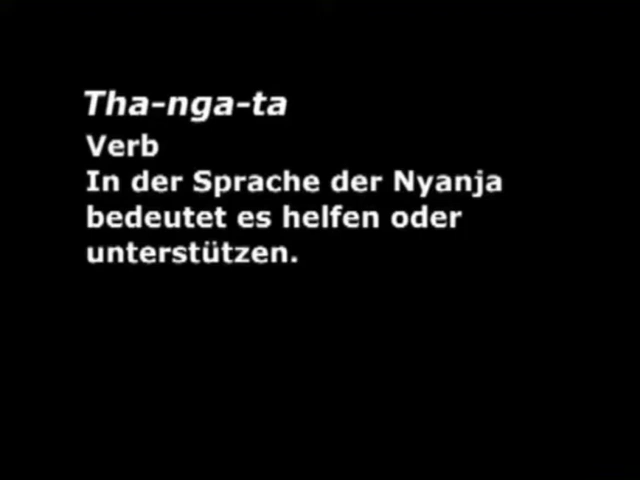 Tha-nga-ta
Verb
In der Sprache der Nyanja
bedeutet es helfen oder
unterstützen.